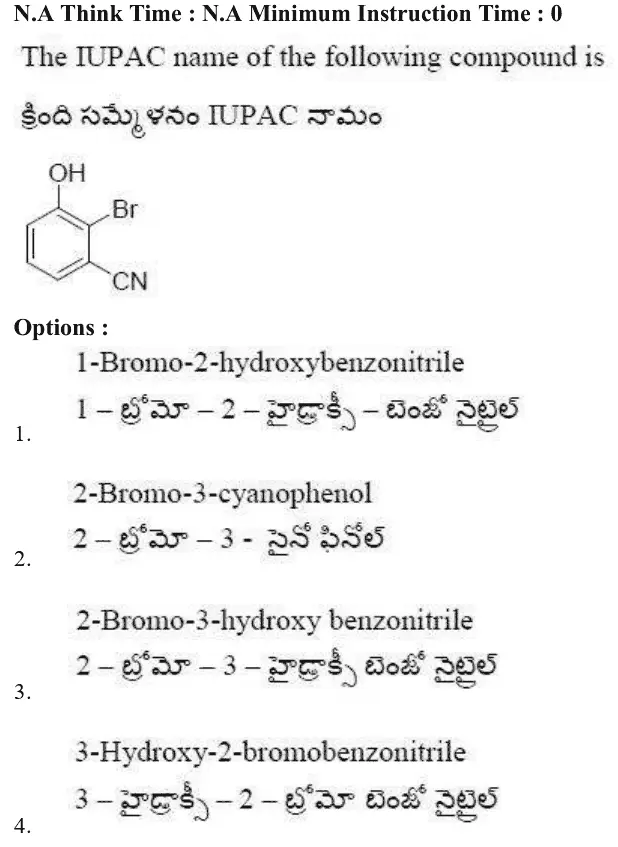 N.A Think Time : N.A Minimum Instruction Time : 0
The IUPAC name of the following compound is
క్రింది సమ్మేళనం IUPAC నామం
OH
Br
CN
Options :
1-Bromo-2-hydroxybenzonitrile
1 – బ్రోమో – 2 – హైడ్రాక్సీ – బెంజో నైట్రైల్
1.
2-Bromo-3-cyanophenol
2 – బ్రోమో – 3 - సైనో ఫినోల్
2.
2-Bromo-3-hydroxy benzonitrile
2 – బ్రోమో – 3 – హైడ్రాక్సీ బెంజో నైట్రైల్
3.
3-Hydroxy-2-bromobenzonitrile
3 – హైడ్రాక్సీ – 2 – బ్రోమో బెంజో నైట్రైల్
4.